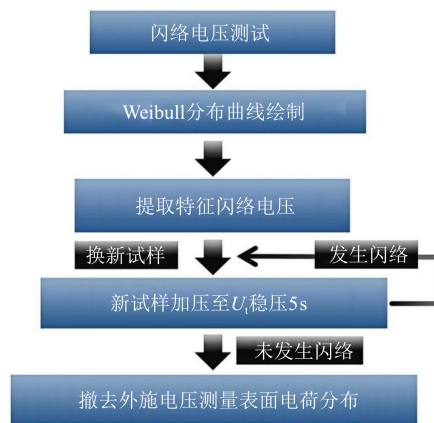 闪络电压测试
Weibull分布曲线绘制
提取特征闪络电压
换新试样
发生闪络
新试样加压至Ut稳压5s
未发生闪络
撤去外施电压测量表面电荷分布